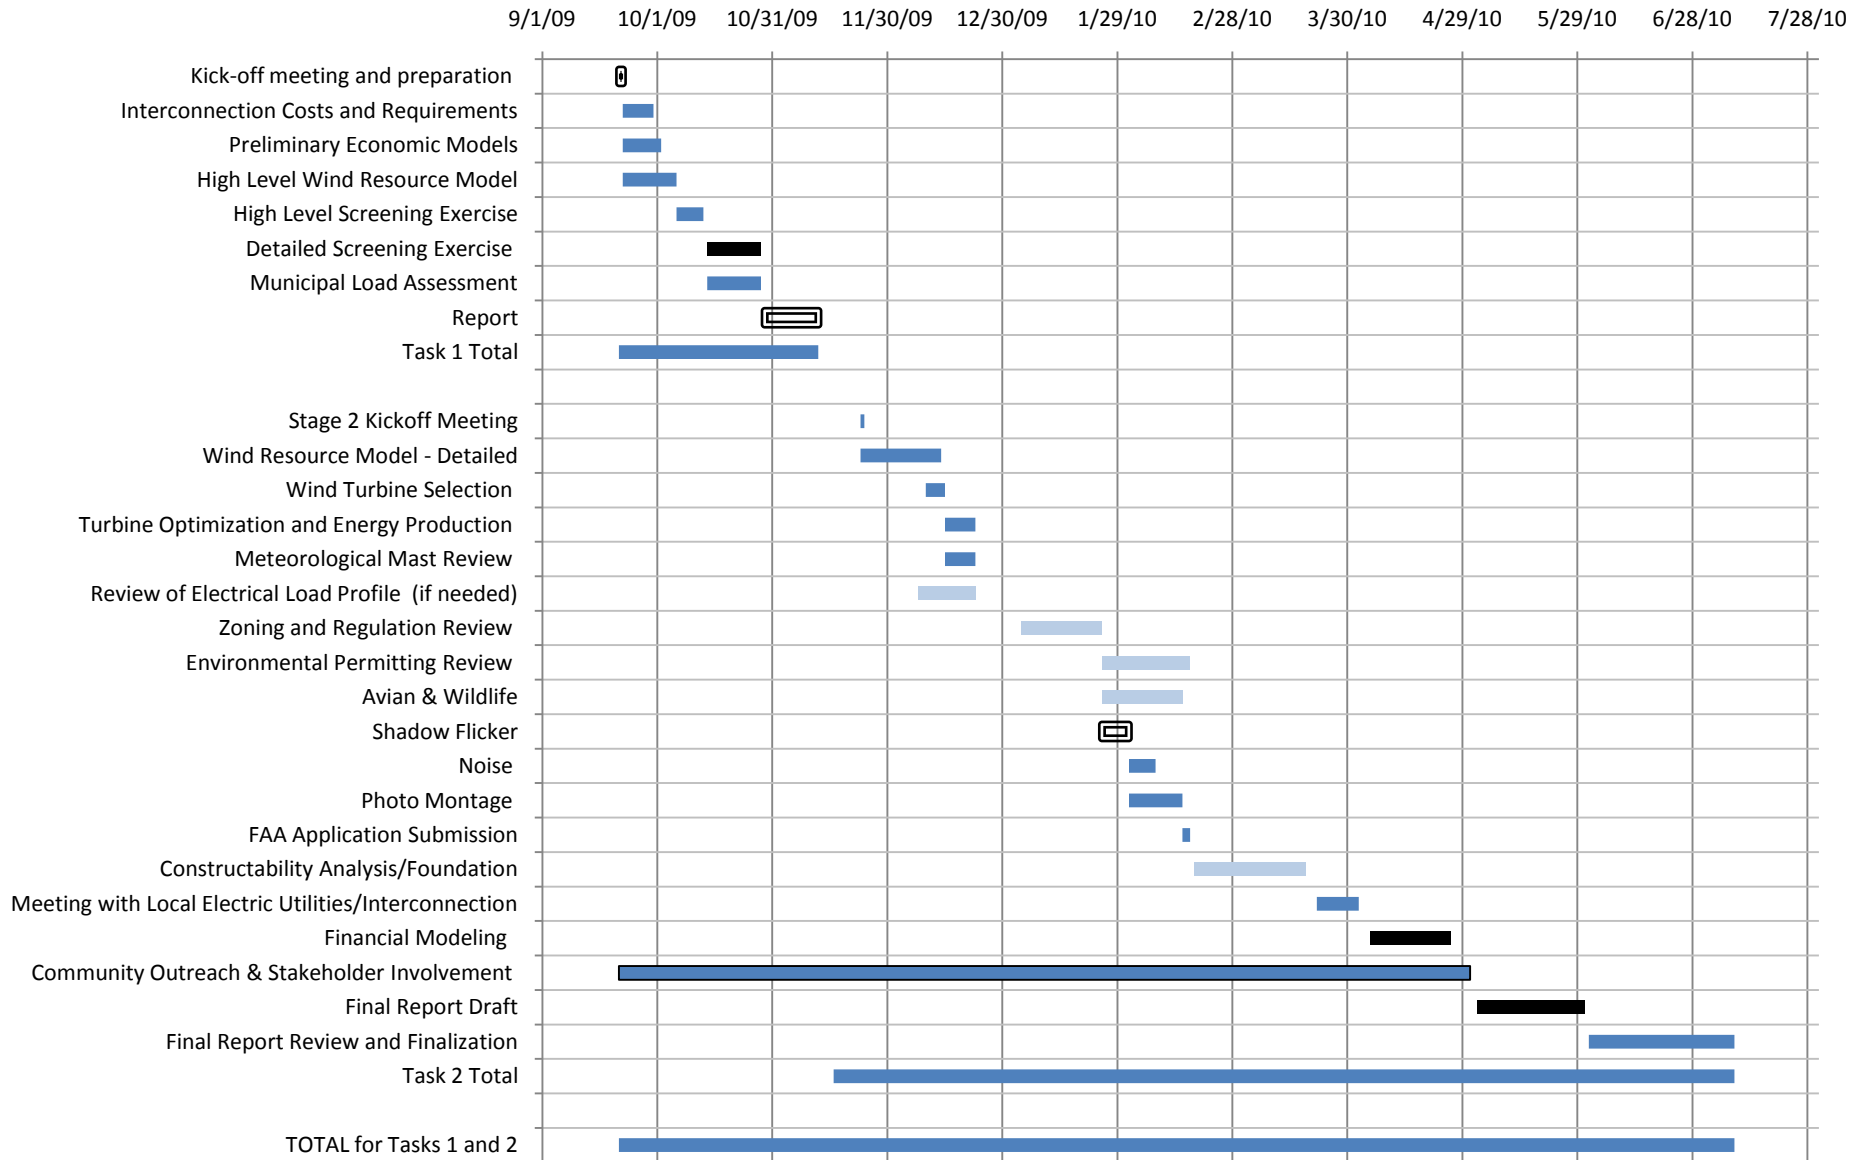 9/1/09 10/1/09 10/31/09 11/30/09 12/30/09 1/29/10 2/28/10 3/30/10 4/29/10 5/29/10 6/28/10 7/28/10
Kick-off meeting and preparation
Interconnection Costs and Requirements
Preliminary Economic Models
High Level Wind Resource Model
High Level Screening Exercise
Detailed Screening Exercise
Municipal Load Assessment
Report
Task 1 Total
Stage 2 Kickoff Meeting
Wind Resource Model - Detailed
Wind Turbine Selection
Turbine Optimization and Energy Production
Meteorological Mast Review
Review of Electrical Load Profile (if needed)
Zoning and Regulation Review
Environmental Permitting Review
Avian & Wildlife
Shadow Flicker
Noise
Photo Montage
FAA Application Submission
Constructability Analysis/Foundation
Meeting with Local Electric Utilities/Interconnection
Financial Modeling
Community Outreach & Stakeholder Involvement
Final Report Draft
Final Report Review and Finalization
Task 2 Total
TOTAL for Tasks 1 and 2